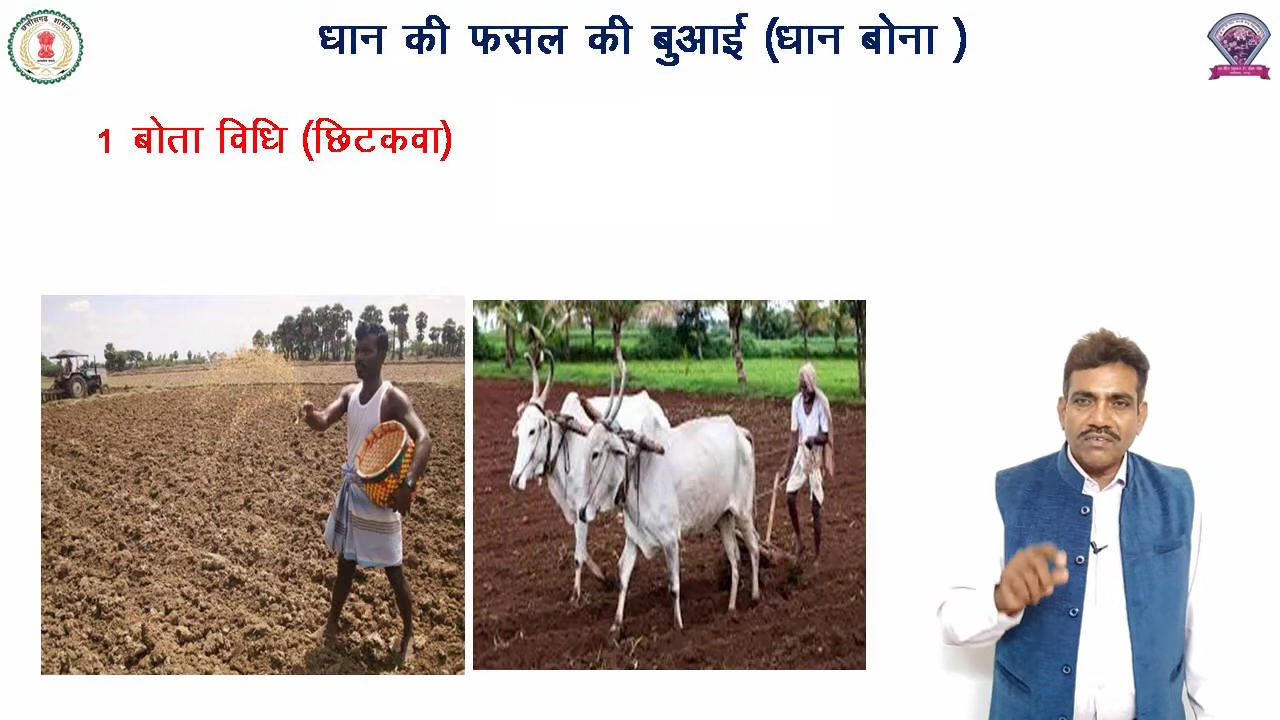 धान की फसल की बुआई (धान बोना )
1 बोता विधि (छिटकवा)